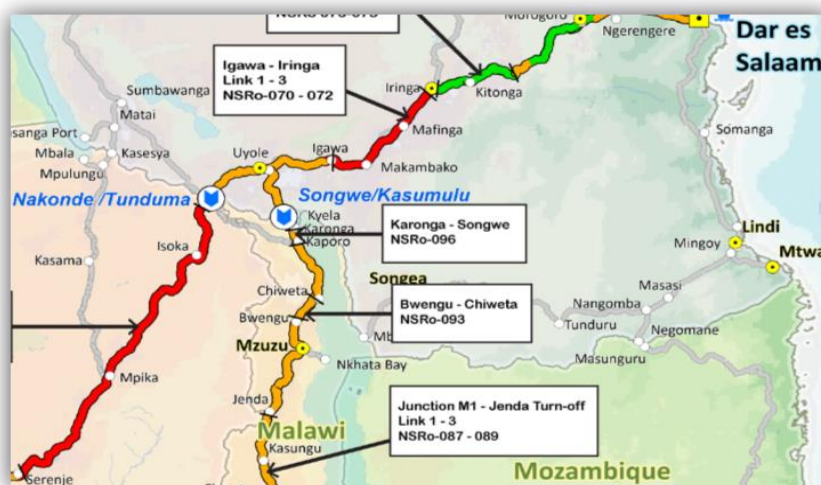 Morogoro
Ngerengere
Dar es
Salaam
Igawa - Iringa
Link 1 - 3
NSRo-070 - 072
Iringa
Kitonga
Sumbawanga
Matai
Mafinga
Somanga
Kasesya
Mbala
Mpulungu
Uyole
Igawa
Makambako
Nakonde /Tunduma
Songwe/Kasumulu
Kyela
Karonga
Kaporo
Karonga - Songwe
NSRo-096
Lindi
Mingoy
Mtwa
Isoka
Kasama
Songea
Chiweta
Masasi
Nangomba
Bwengu - Chiweta
NSRo-093
Bwengu
Tunduru
Negomane
Masunguru
Mzuzu
Nkhata Bay
Mpika
Jenda
Junction M1 - Jenda Turn-off
Link 1 - 3
NSRo-087 - 089
Malawi
Kasungu
Mozambique
Serenje